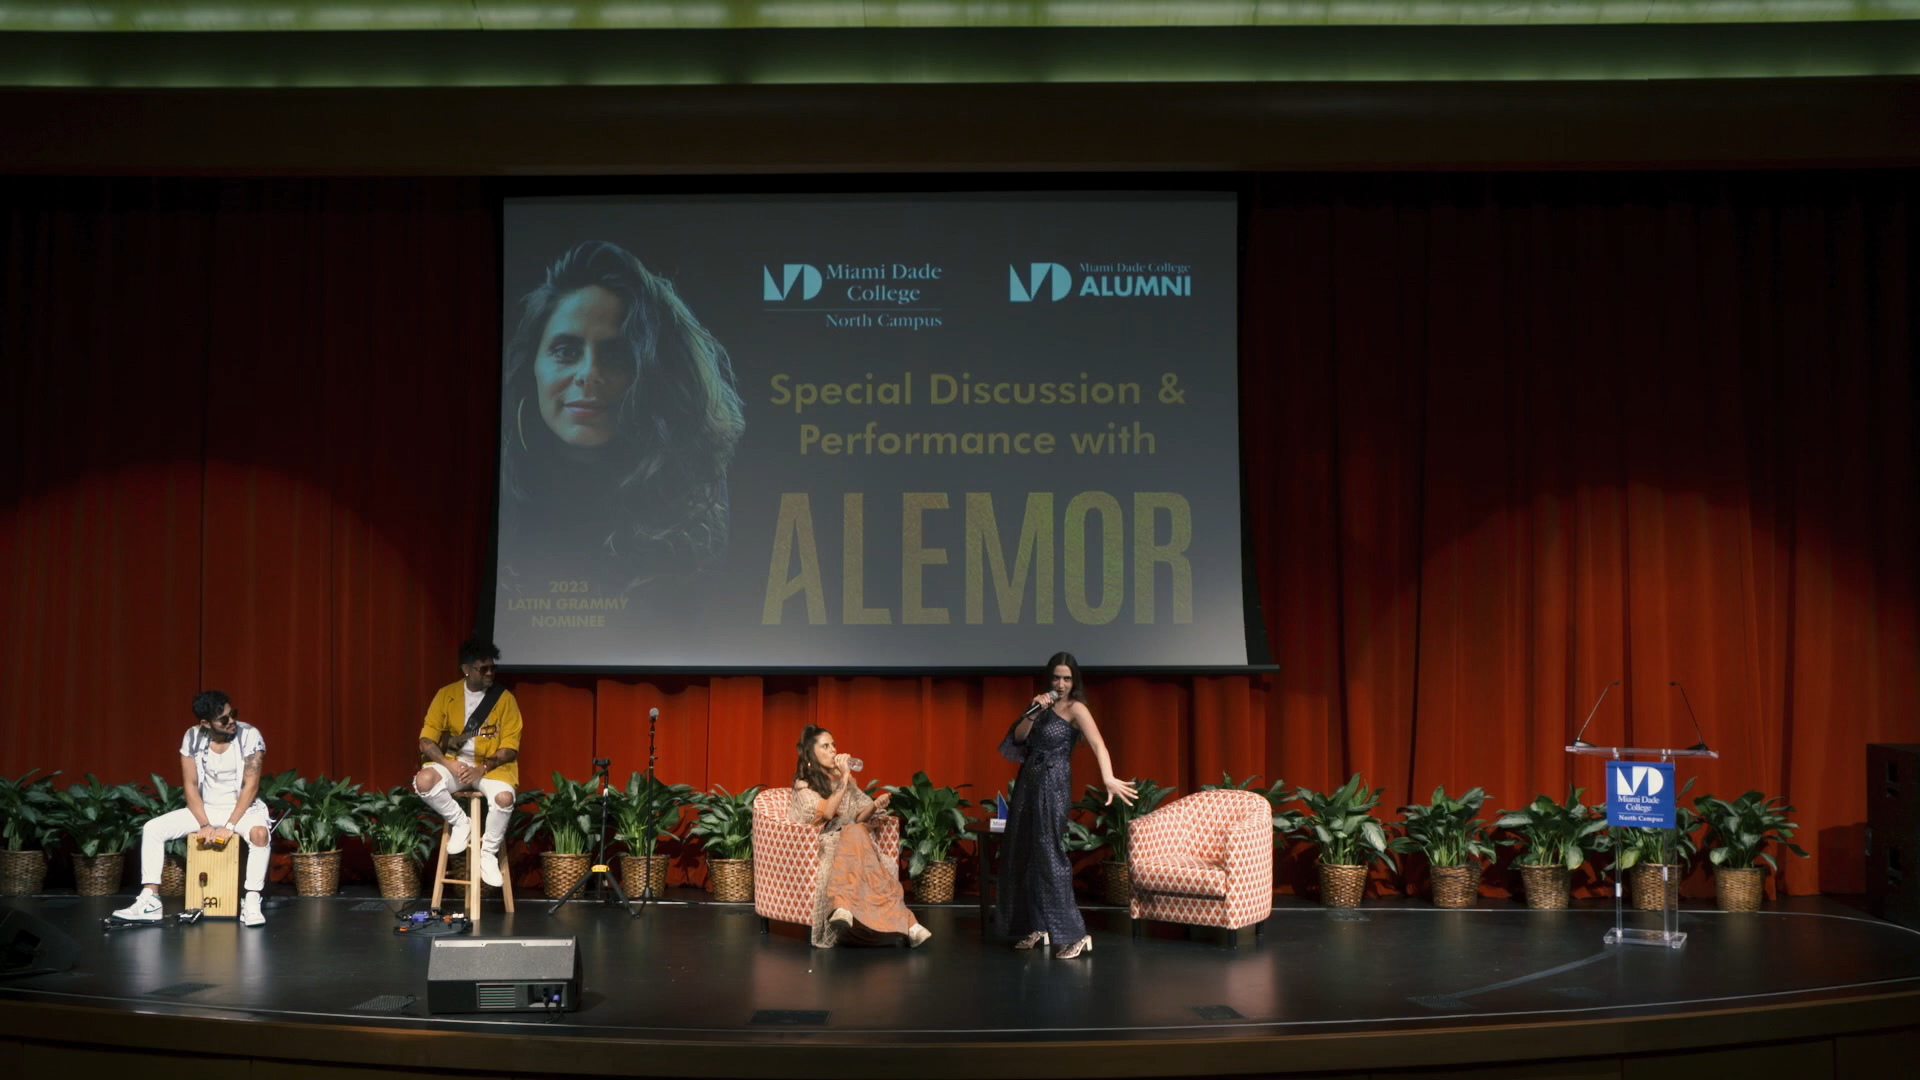 Miami Dade
College
North Campus
Miami Dade College
ALUMNI
Special Discussion &
Performance with
ALEMOR
2023
LATIN GRAMMY
NOMINEE
Miami Dade
College
North Campus